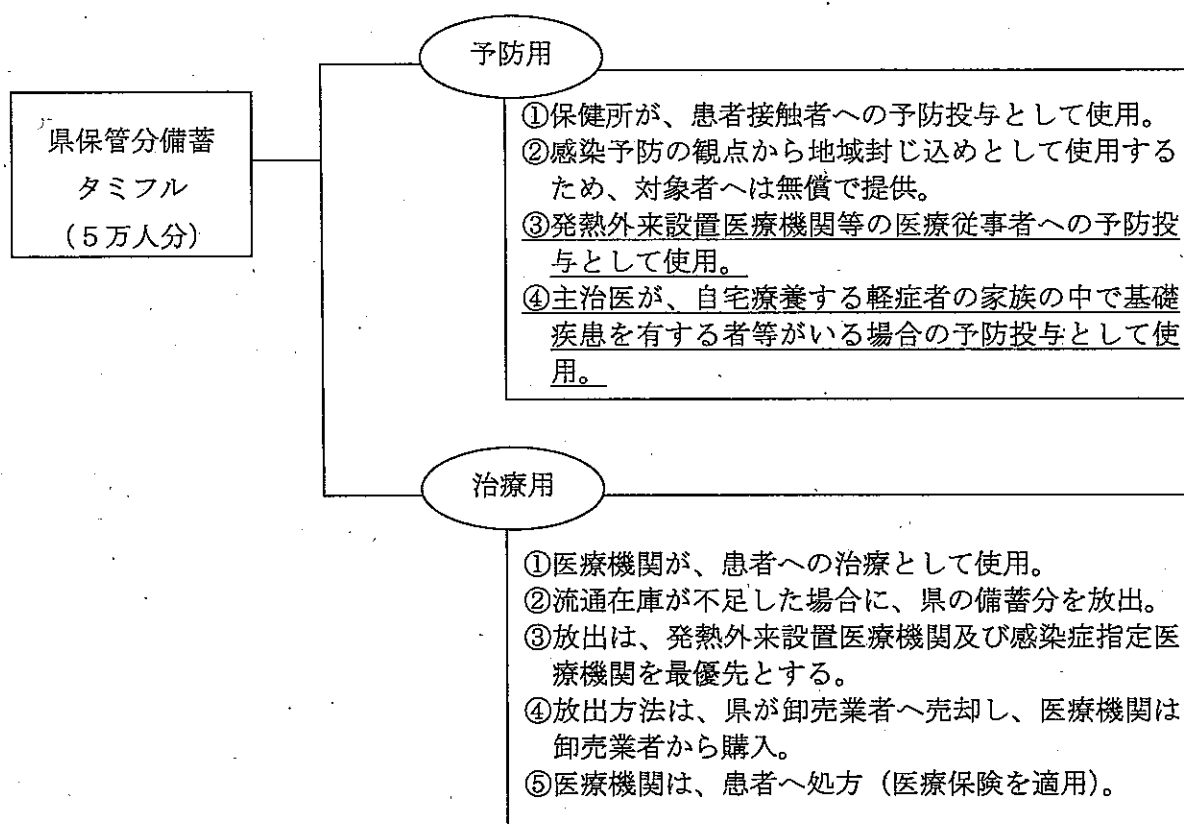 予防用
県保管分備蓄
タミフル
（５万人分）
①保健所が、患者接触者への予防投与として使用。
②感染予防の観点から地域封じ込めとして使用する
ため、対象者へは無償で提供。
③発熱外来設置医療機関等の医療従事者への予防投
与として使用。
④主治医が、自宅療養する軽症者の家族の中で基礎
疾患を有する者等がいる場合の予防投与として使
用。
治療用
①医療機関が、患者への治療として使用。
②流通在庫が不足した場合に、県の備蓄分を放出。
③放出は、発熱外来設置医療機関及び感染症指定医
療機関を最優先とする。
④放出方法は、県が卸売業者へ売却し、医療機関は
卸売業者から購入。
⑤医療機関は、患者へ処方（医療保険を適用）。